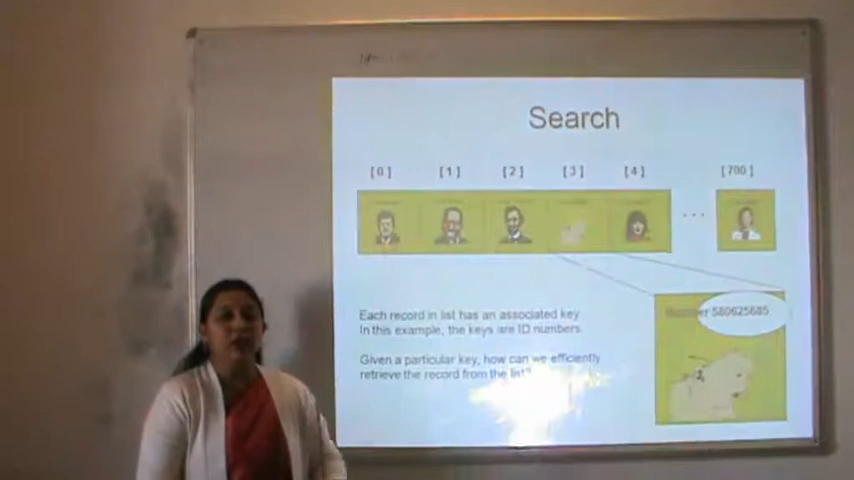 Search
[0] [1] [2] [3] [4] [700]
...
Number 580625685
Each record in list has an associated key
In this example, the keys are ID numbers.
Given a particular key, how can we efficiently
retrieve the record from the list?